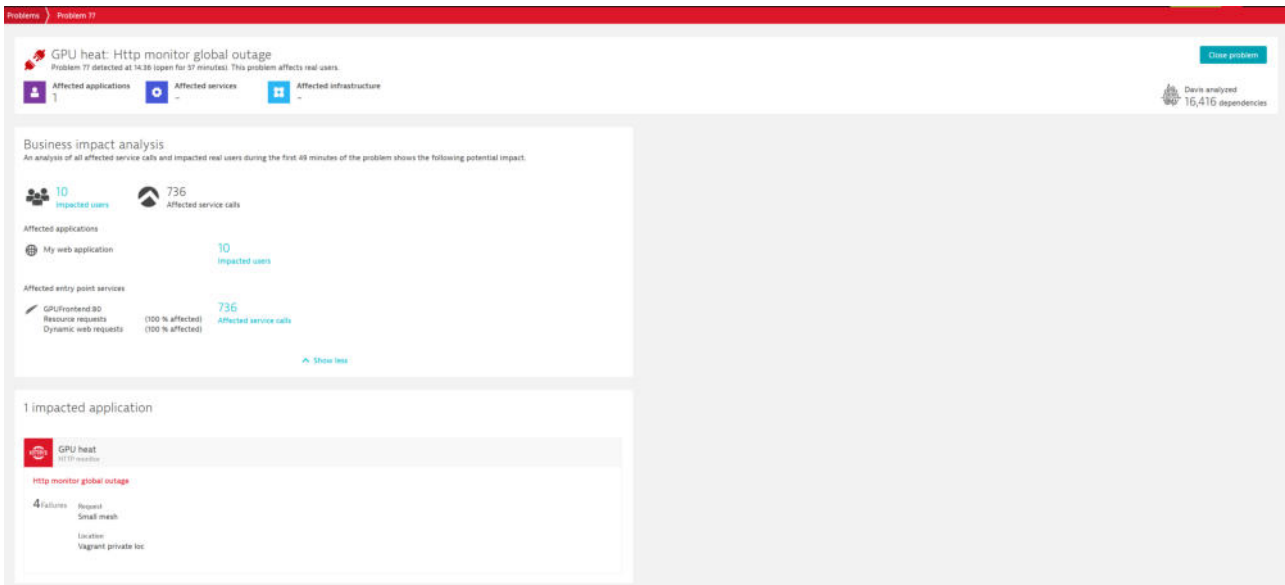 Problems
Problem 77
GPU heat: Http monitor global outage
Problem 77 detected at 14:36 (open for 57 minutes). This problem affects real users.
Close problem
Affected applications
1
Affected services
-
Affected infrastructure
-
Davis analyzed
16,416 dependencies
Business impact analysis
An analysis of all affected service calls and impacted real users during the first 49 minutes of the problem shows the following potential impact.
10
Impacted users
736
Affected service calls
Affected applications
My web application
10
Impacted users
Affected entry point services
GPUFrontend:80
Resource requests (100 % affected)
Dynamic web requests (100 % affected)
736
Affected service calls
Show less
1 impacted application
GPU heat
HTTP monitor
Http monitor global outage
4 Failures
Request
Small mesh
Location
Vagrant private loc